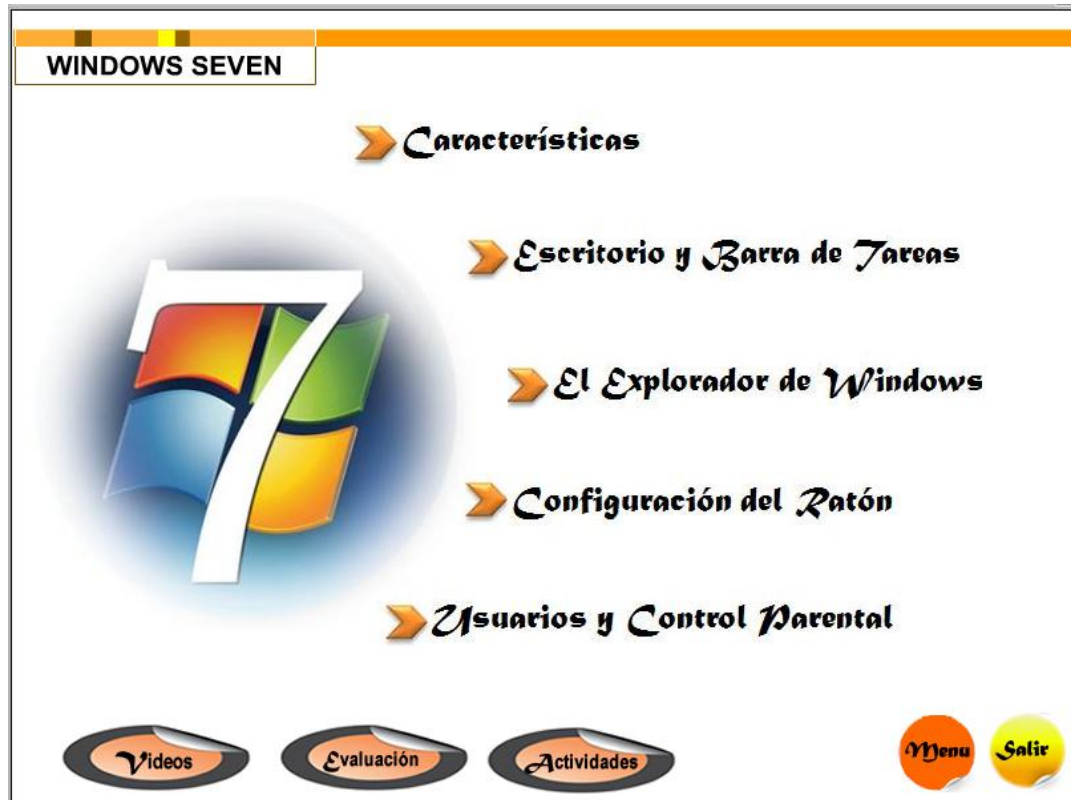 WINDOWS SEVEN
Características
Escritorio y Barra de Tareas
7
El Explorador de Windows
Configuración del Ratón
Usuarios y Control Parental
Videos
Evaluación
Actividades
Menu
Salir